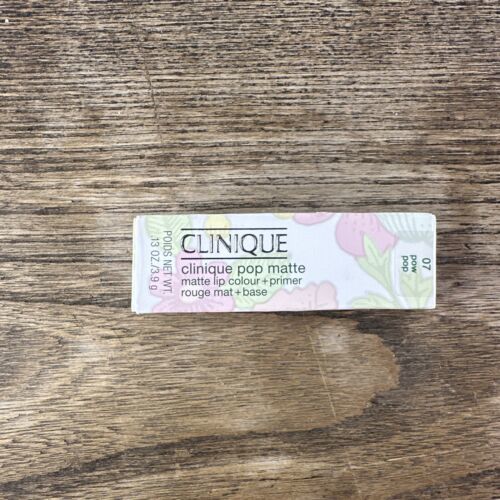 CLINIQUE
clinique pop matte
matte lip colour+primer
rouge mat+base
POIDS NET. WT.
.13 OZ./3.9 g
07
pow
pop